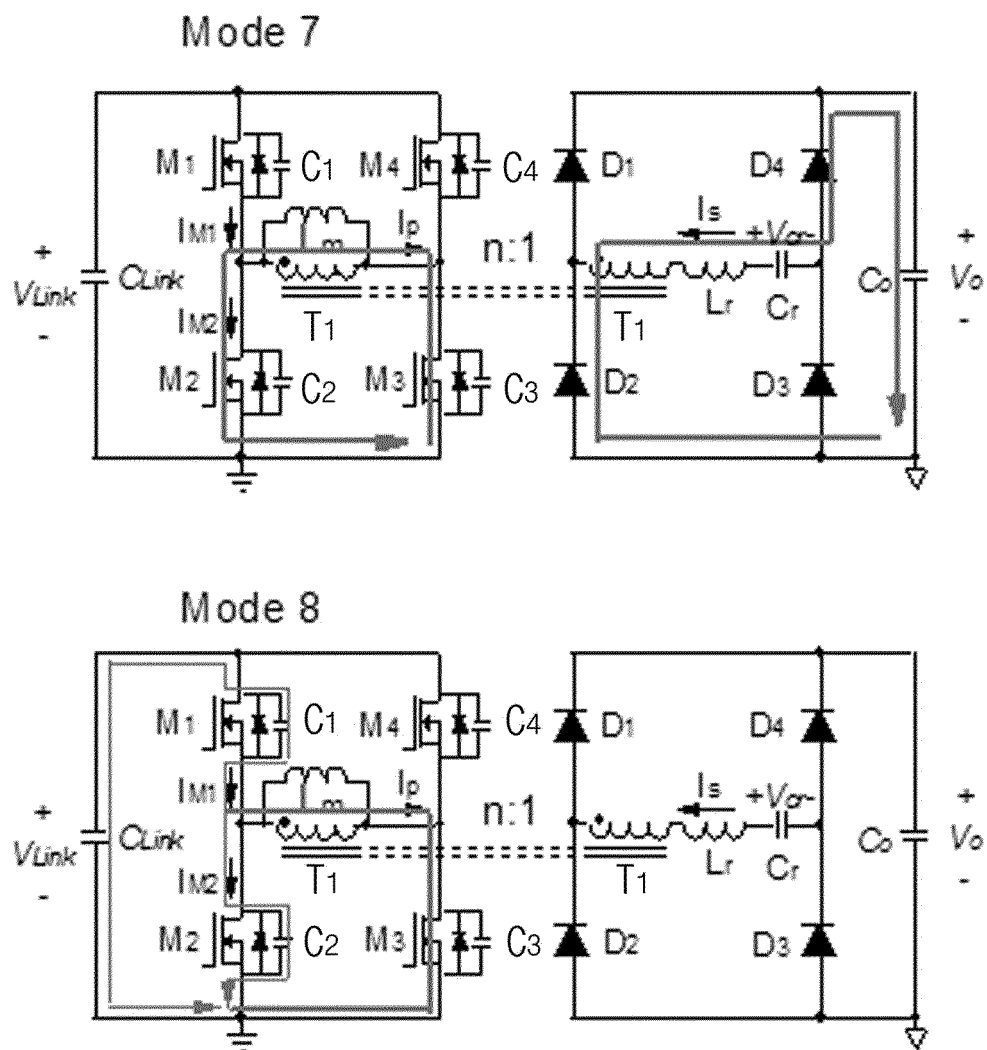 Mode 7
M1
C1
M4
C4
D1
D4
IM1
Ip
n:1
Is
+Vcr-
+
VLink
-
CLink
m
T1
T1
Lr
Cr
Co
+
Vo
-
IM2
M2
C2
M3
C3
D2
D3
Mode 8
M1
C1
M4
C4
D1
D4
IM1
Ip
n:1
Is
+Vcr-
+
VLink
-
CLink
m
T1
T1
Lr
Cr
Co
+
Vo
-
IM2
M2
C2
M3
C3
D2
D3